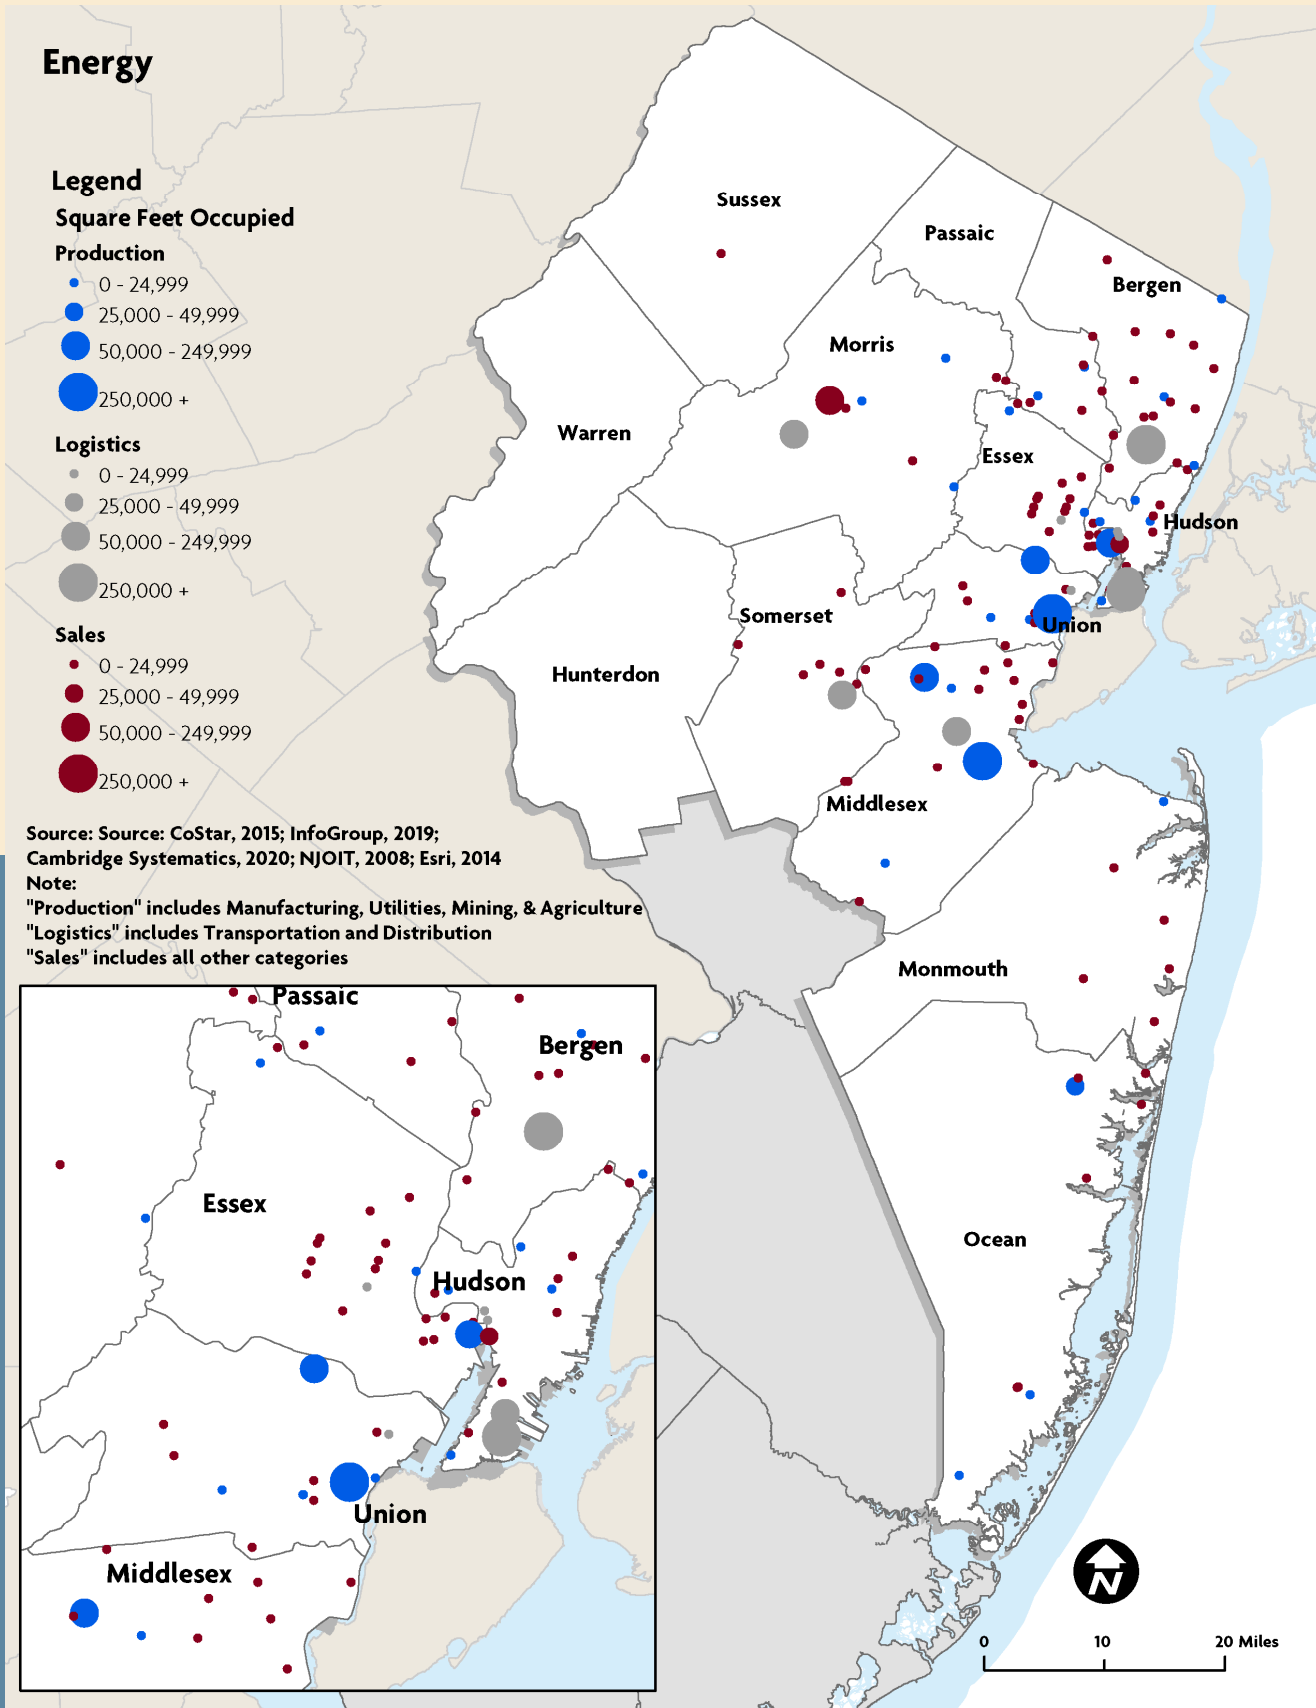 Energy
Legend
Square Feet Occupied
Production
0 - 24,999
25,000 - 49,999
50,000 - 249,999
250,000 +
Logistics
0 - 24,999
25,000 - 49,999
50,000 - 249,999
250,000 +
Sales
0 - 24,999
25,000 - 49,999
50,000 - 249,999
250,000 +
Source: Source: CoStar, 2015; InfoGroup, 2019;
Cambridge Systematics, 2020; NJOIT, 2008; Esri, 2014
Note:
"Production" includes Manufacturing, Utilities, Mining, & Agriculture
"Logistics" includes Transportation and Distribution
"Sales" includes all other categories
Sussex
Passaic
Bergen
Morris
Warren
Essex
Hudson
Somerset
Union
Hunterdon
Middlesex
Monmouth
Ocean
Passaic
Bergen
Essex
Hudson
Union
Middlesex
N
0 10 20 Miles